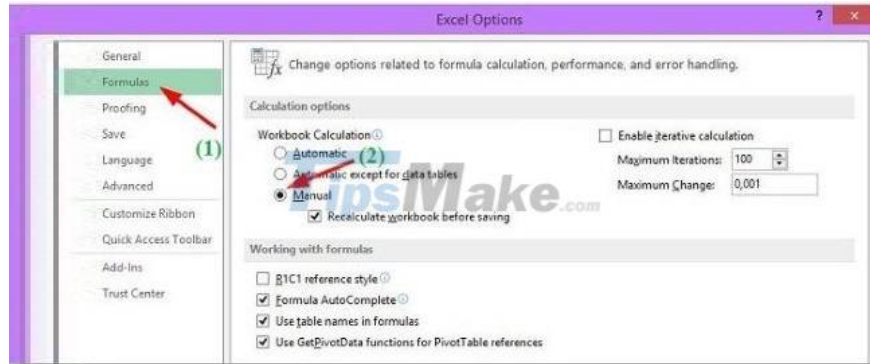 Excel Options
?
×
General
Formulas
Proofing
Save
Language
Advanced
Customize Ribbon
Quick Access Toolbar
Add-Ins
Trust Center
(1)
fx Change options related to formula calculation, performance, and error handling.
Calculation options
Workbook Calculation
Automatic
(2)
Automatic except for data tables
Manual
Recalculate workbook before saving
Enable iterative calculation
Maximum Iterations: 100
Maximum Change: 0,001
TipsMake.com
Working with formulas
R1C1 reference style
Formula AutoComplete
Use table names in formulas
Use GetPivotData functions for PivotTable references